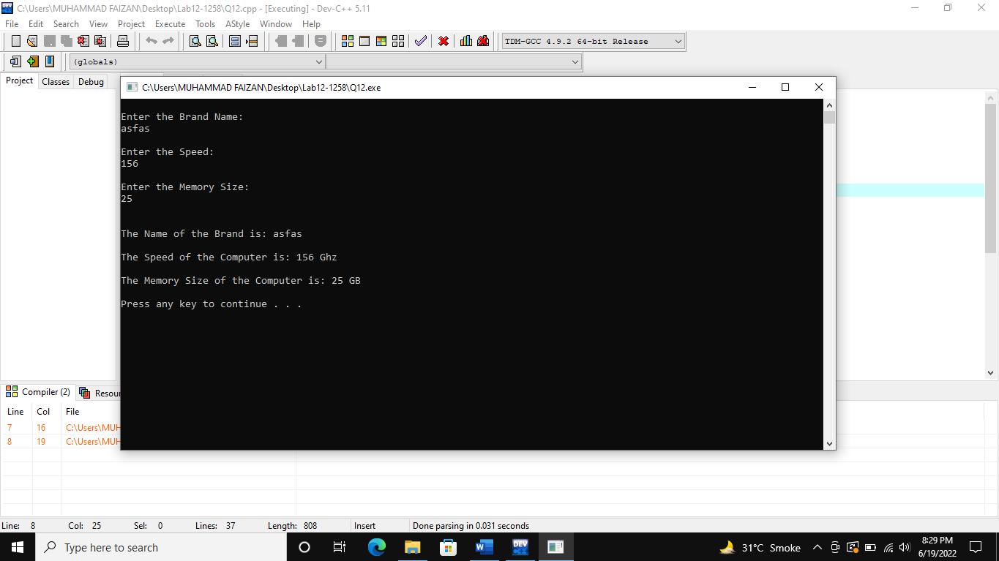 C:\Users\MUHAMMAD FAIZAN\Desktop\Lab12-1258\Q12.cpp - [Executing] - Dev-C++ 5.11
File Edit Search View Project Execute Tools AStyle Window Help
TDM-GCC 4.9.2 64-bit Release
(globals)
Project Classes Debug
C:\Users\MUHAMMAD FAIZAN\Desktop\Lab12-1258\Q12.exe
Enter the Brand Name:
asfas
Enter the Speed:
156
Enter the Memory Size:
25
The Name of the Brand is: asfas
The Speed of the Computer is: 156 Ghz
The Memory Size of the Computer is: 25 GB
Press any key to continue . . .
Compiler (2) Resour
Line Col File
7 16 C:\Users\MUH
8 19 C:\Users\MUH
Line: 8 Col: 25 Sel: 0 Lines: 37 Length: 808 Insert Done parsing in 0.031 seconds
Type here to search
DEV
31°C Smoke
8:29 PM
6/19/2022